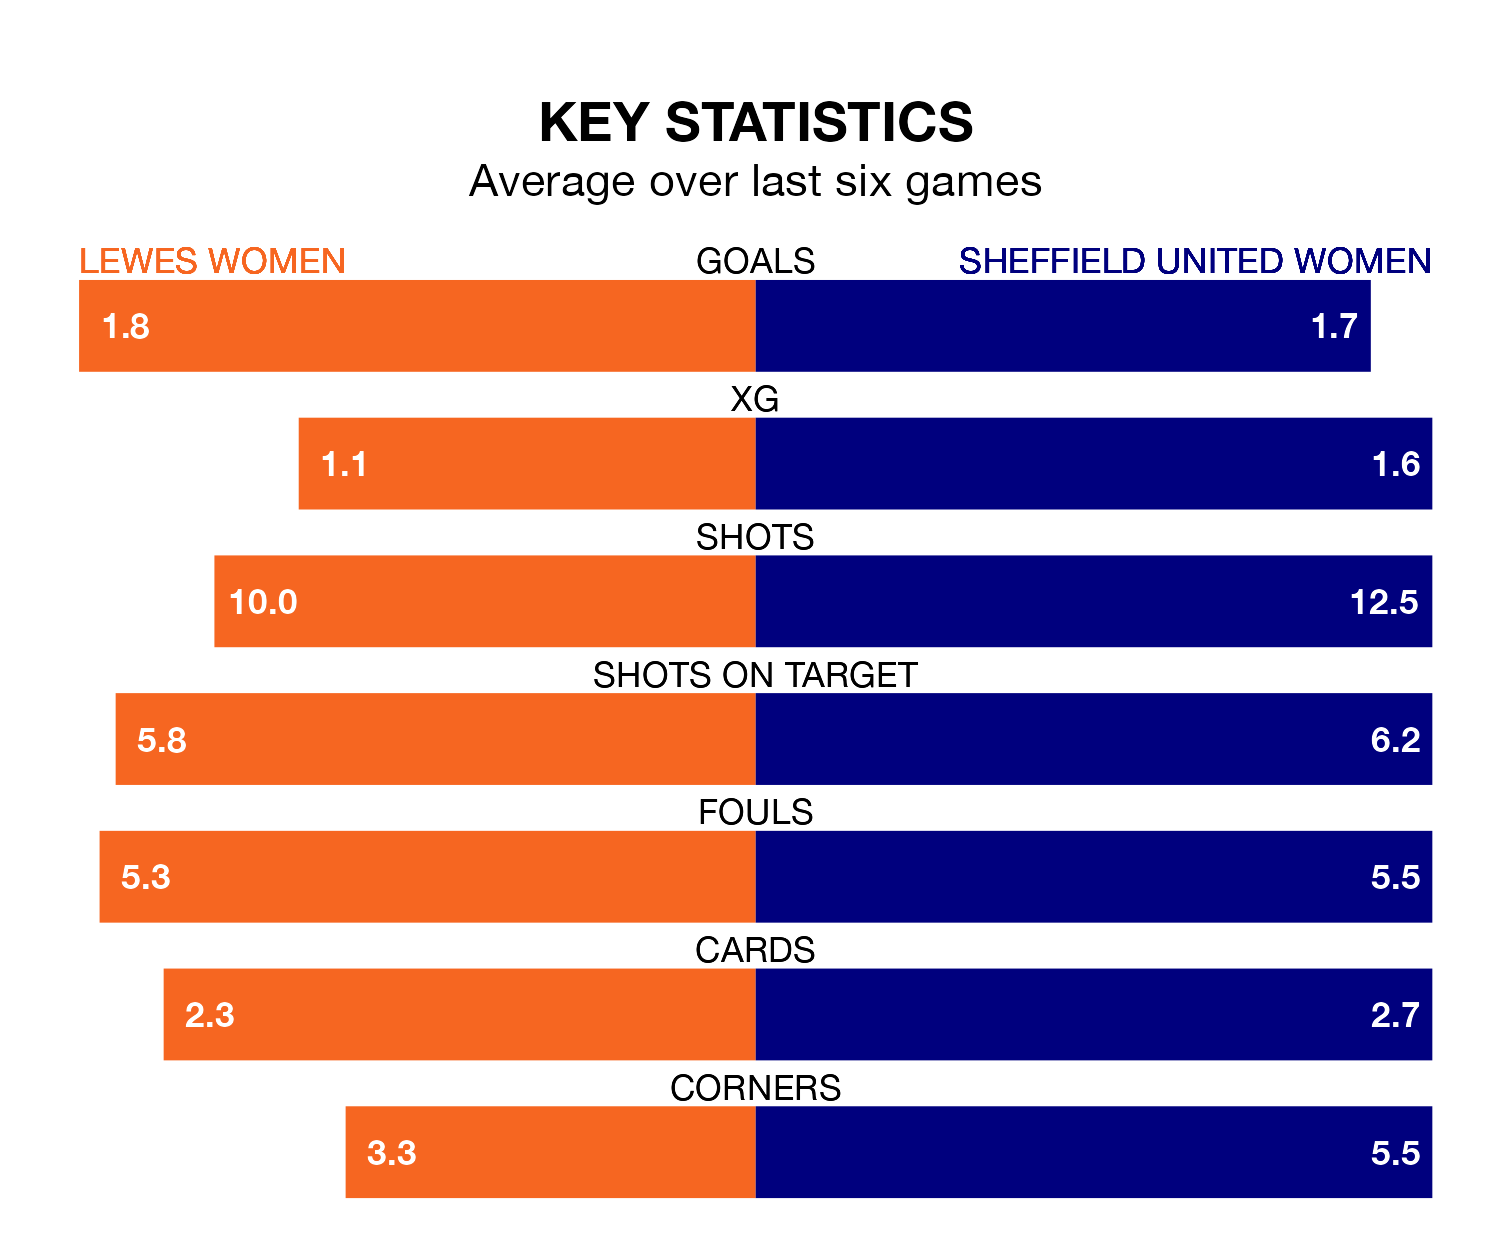 KEY STATISTICS
Average over last six games
LEWES WOMEN GOALS SHEFFIELD UNITED WOMEN
1.8 1.7
XG
1.1 1.6
SHOTS
10.0 12.5
SHOTS ON TARGET
5.8 6.2
FOULS
5.3 5.5
CARDS
2.3 2.7
CORNERS
3.3 5.5